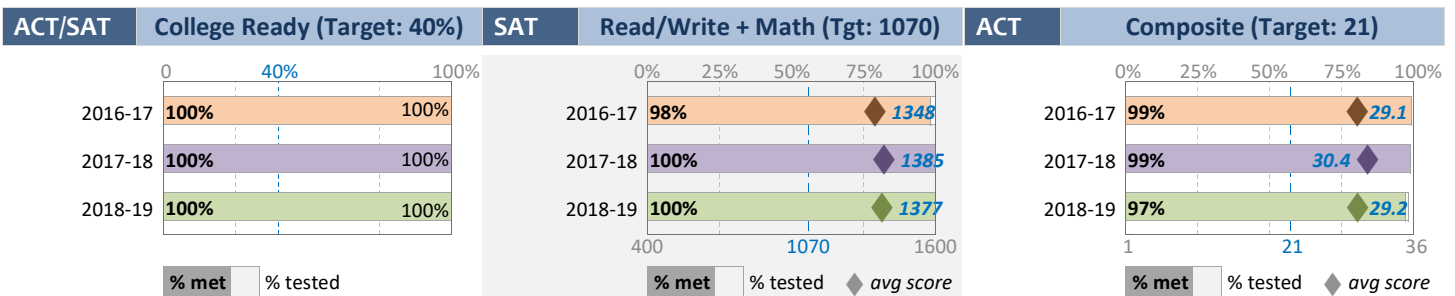 ACT/SAT College Ready (Target: 40%)
0 40% 100%
2016-17 100% 100%
2017-18 100% 100%
2018-19 100% 100%
% met % tested
SAT Read/Write + Math (Tgt: 1070)
0% 25% 50% 75% 100%
2016-17 98% 1348
2017-18 100% 1385
2018-19 100% 1377
400 1070 1600
% met % tested avg score
ACT Composite (Target: 21)
0% 25% 50% 75% 100%
2016-17 99% 29.1
2017-18 99% 30.4
2018-19 97% 29.2
1 21 36
% met % tested avg score